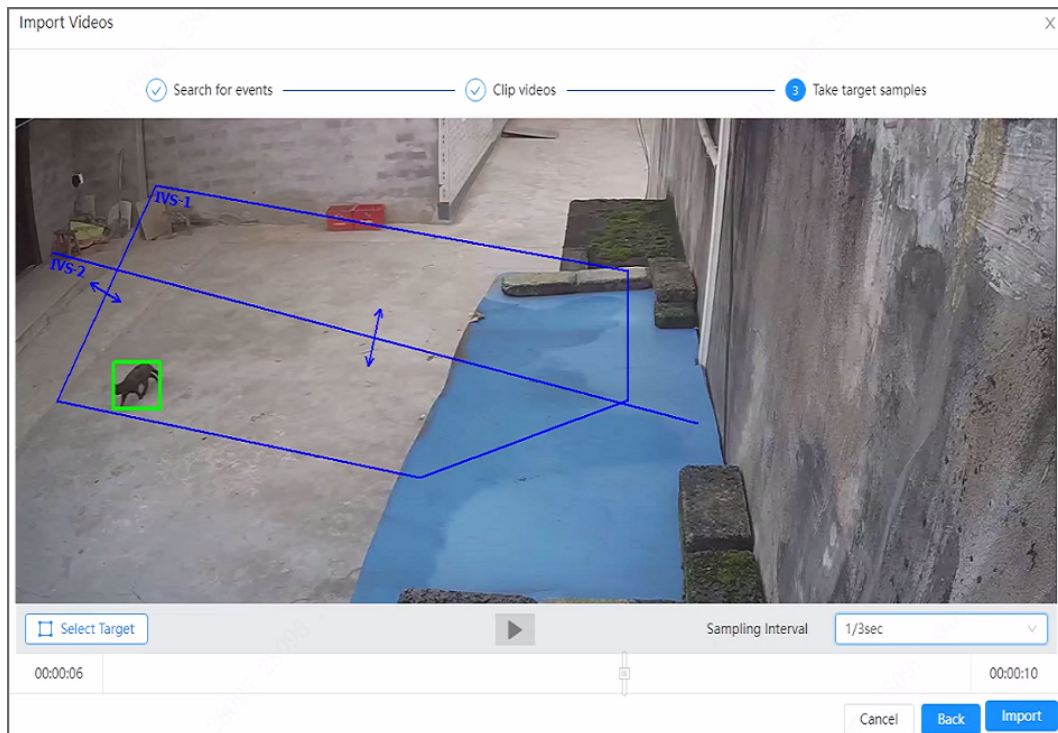 Import Videos X
Search for events Clip videos 3 Take target samples
IVS-1
IVS-2
Select Target Sampling Interval 1/3sec
00:00:06 00:00:10
Cancel Back Import